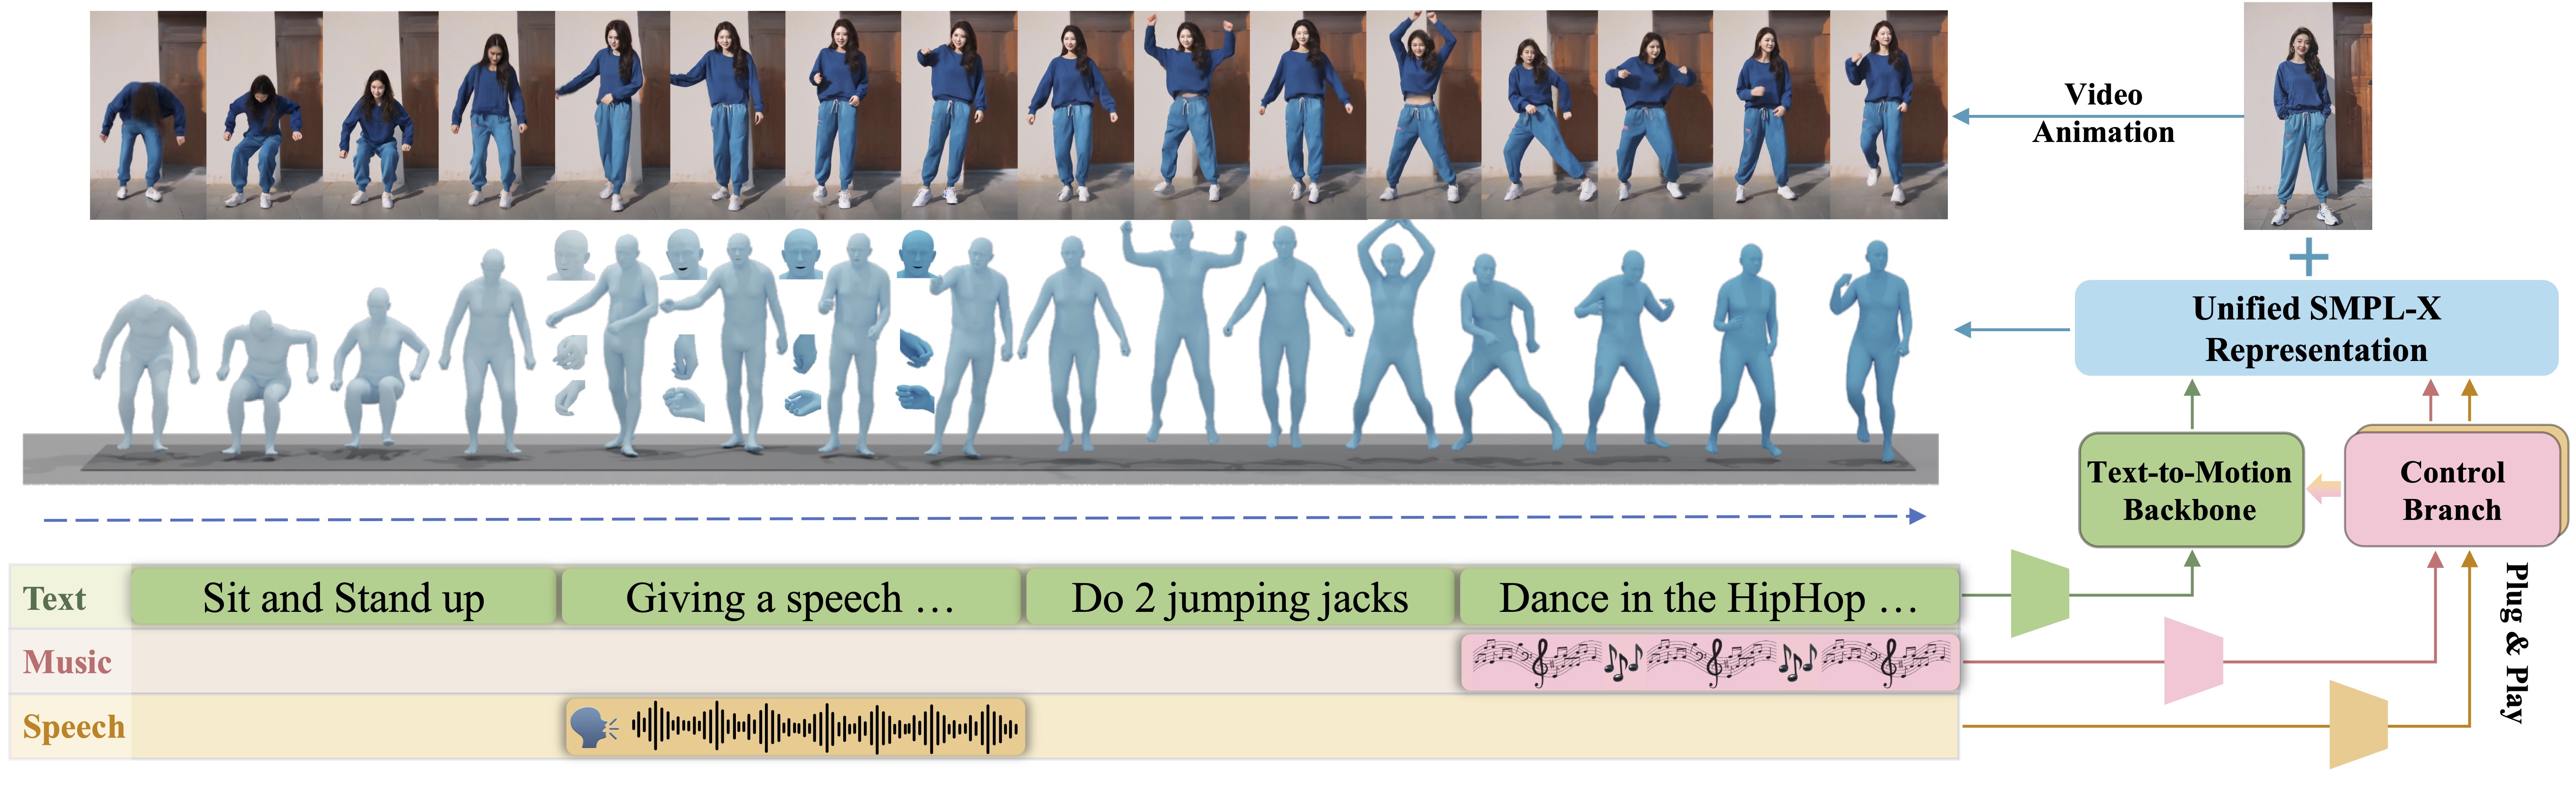 Video
Animation
Unified SMPL-X
Representation
Text-to-Motion
Backbone
Control
Branch
Plug & Play
Text
Sit and Stand up
Giving a speech …
Do 2 jumping jacks
Dance in the HipHop …
Music
Speech